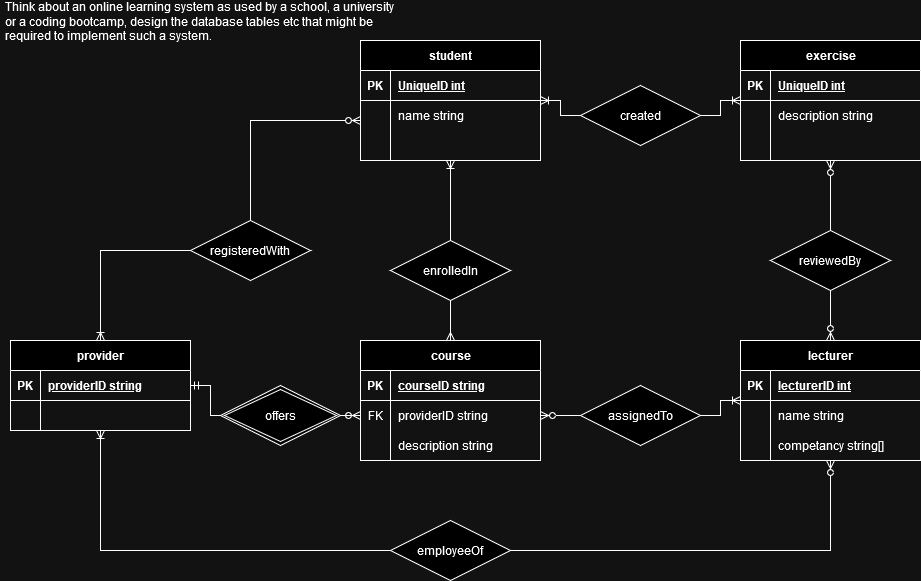 Think about an online learning system as used by a school, a university
or a coding bootcamp, design the database tables etc that might be
required to implement such a system.
student
PK UniqueID int
name string
exercise
PK UniqueID int
description string
created
registeredWith
enrolledIn
reviewedBy
provider
PK providerID string
offers
course
PK courseID string
FK providerID string
description string
assignedTo
lecturer
PK lecturerID int
name string
competancy string[]
employeeOf